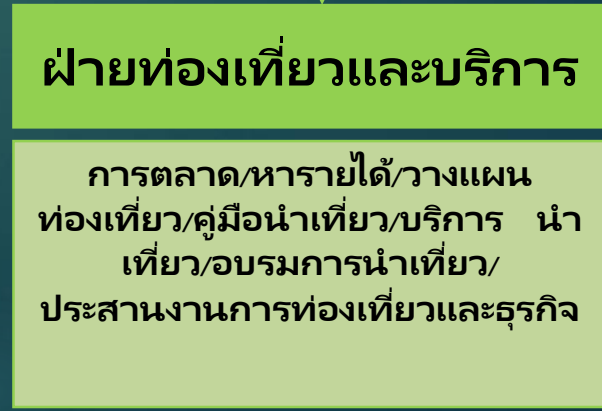 ฝ่ายท่องเที่ยวและบริการ
การตลาด/หารายได้/วางแผน
ท่องเที่ยว/คู่มือนำเที่ยว/บริการ นำ
เที่ยว/อบรมการนำเที่ยว/
ประสานงานการท่องเที่ยวและธุรกิจ